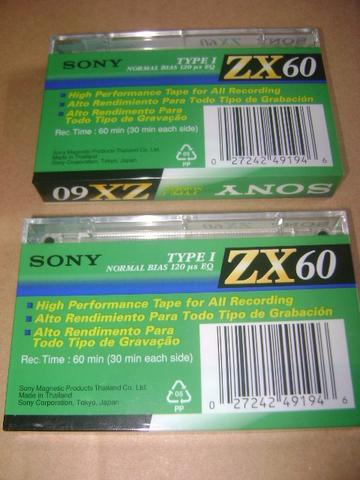 SONY
TYPE I
NORMAL BIAS 120 µs EQ
ZX60
High Performance Tape for All Recording
Alto Rendimiento Para Todo Tipo de Grabación
Alto Rendimento Para
Todo Tipo de Gravação
Rec. Time : 60 min (30 min each side)
Sony Magnetic Products Thailand Co. Ltd.
Made in Thailand
Sony Corporation, Tokyo, Japan
05
PP
0 27242 49194 6
ZX60
TYPE I
SONY
SONY
TYPE I
NORMAL BIAS 120 µs EQ
ZX60
High Performance Tape for All Recording
Alto Rendimiento Para Todo Tipo de Grabación
Alto Rendimento Para
Todo Tipo de Gravação
Rec. Time : 60 min (30 min each side)
Sony Magnetic Products Thailand Co. Ltd.
Made in Thailand
Sony Corporation, Tokyo, Japan
05
PP
0 27242 49194 6